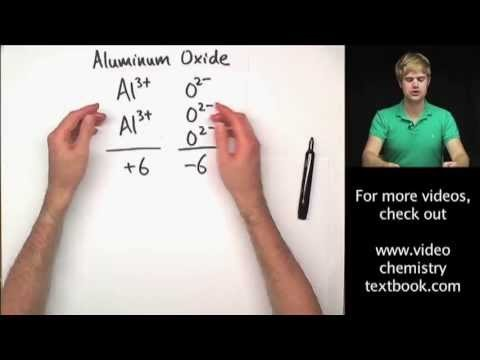 Aluminum Oxide
Al³⁺ O²⁻
Al³⁺ O²⁻
O²⁻
+6 -6
For more videos,
check out
www.video
chemistry
textbook.com